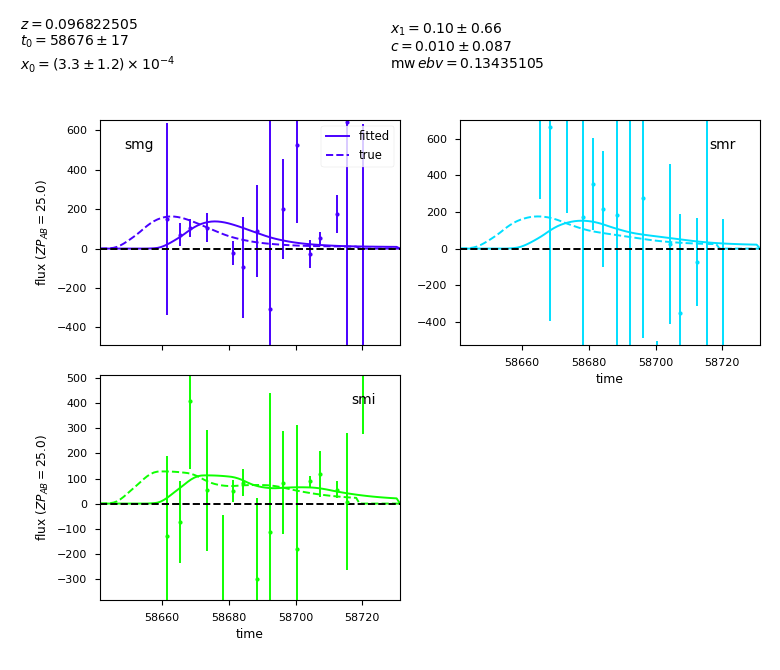 z = 0.096822505
t₀ = 58676 ± 17
x₀ = (3.3 ± 1.2) × 10⁻⁴
x₁ = 0.10 ± 0.66
c = 0.010 ± 0.087
mw ebv = 0.13435105
smg
fitted
true
600
400
200
0
−200
−400
flux (ZP_AB = 25.0)
smr
600
400
200
0
−200
−400
58660 58680 58700 58720
time
smi
500
400
300
200
100
0
−100
−200
−300
flux (ZP_AB = 25.0)
58660 58680 58700 58720
time